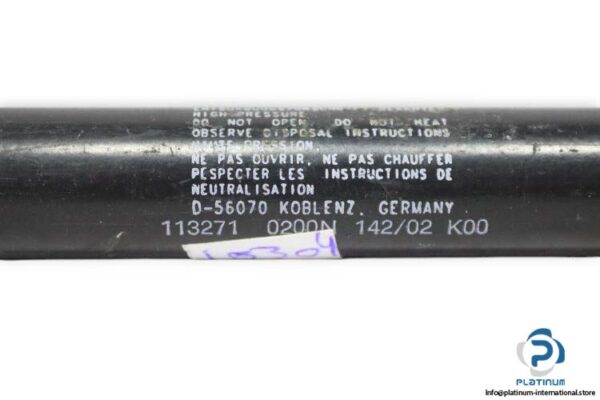 HIGH PRESSURE
DO NOT OPEN, DO NOT HEAT
OBSERVE DISPOSAL INSTRUCTIONS
HAUTE PRESSION,
NE PAS OUVRIR, NE PAS CHAUFFER
PESPECTER LES INSTRUCTIONS DE
NEUTRALISATION
D-56070 KOBLENZ, GERMANY
113271 0200N 142/02 K00
PLATINUM
Info@platinum-international.store